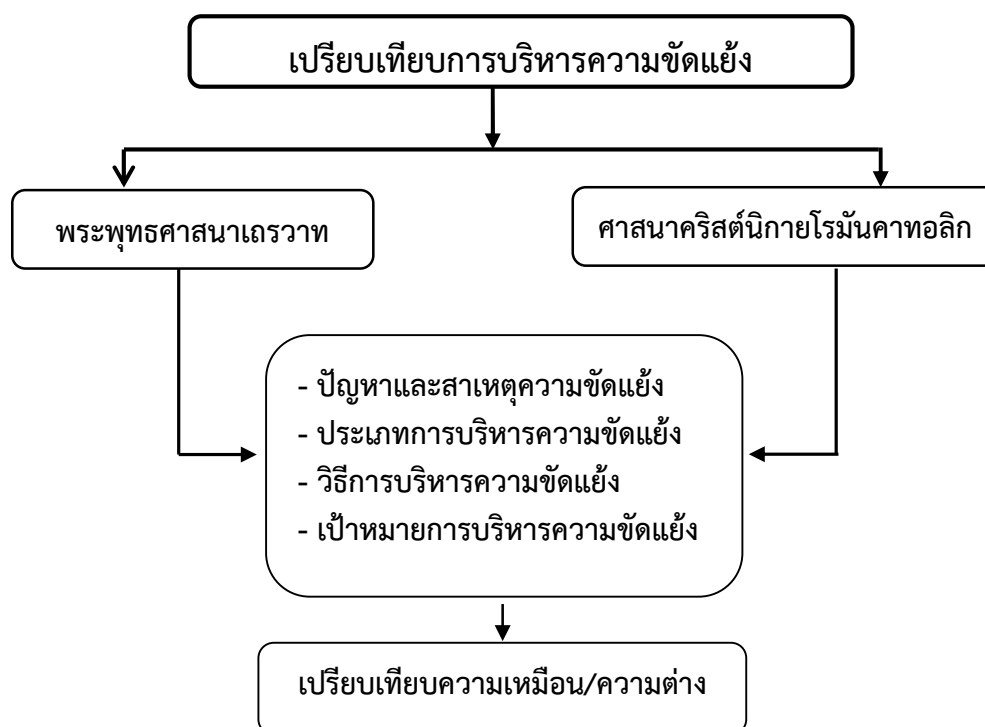 เปรียบเทียบการบริหารความขัดแย้ง
พระพุทธศาสนาเถรวาท
ศาสนาคริสต์นิกายโรมันคาทอลิก
- ปัญหาและสาเหตุความขัดแย้ง
- ประเภทการบริหารความขัดแย้ง
- วิธีการบริหารความขัดแย้ง
- เป้าหมายการบริหารความขัดแย้ง
เปรียบเทียบความเหมือน/ความต่าง